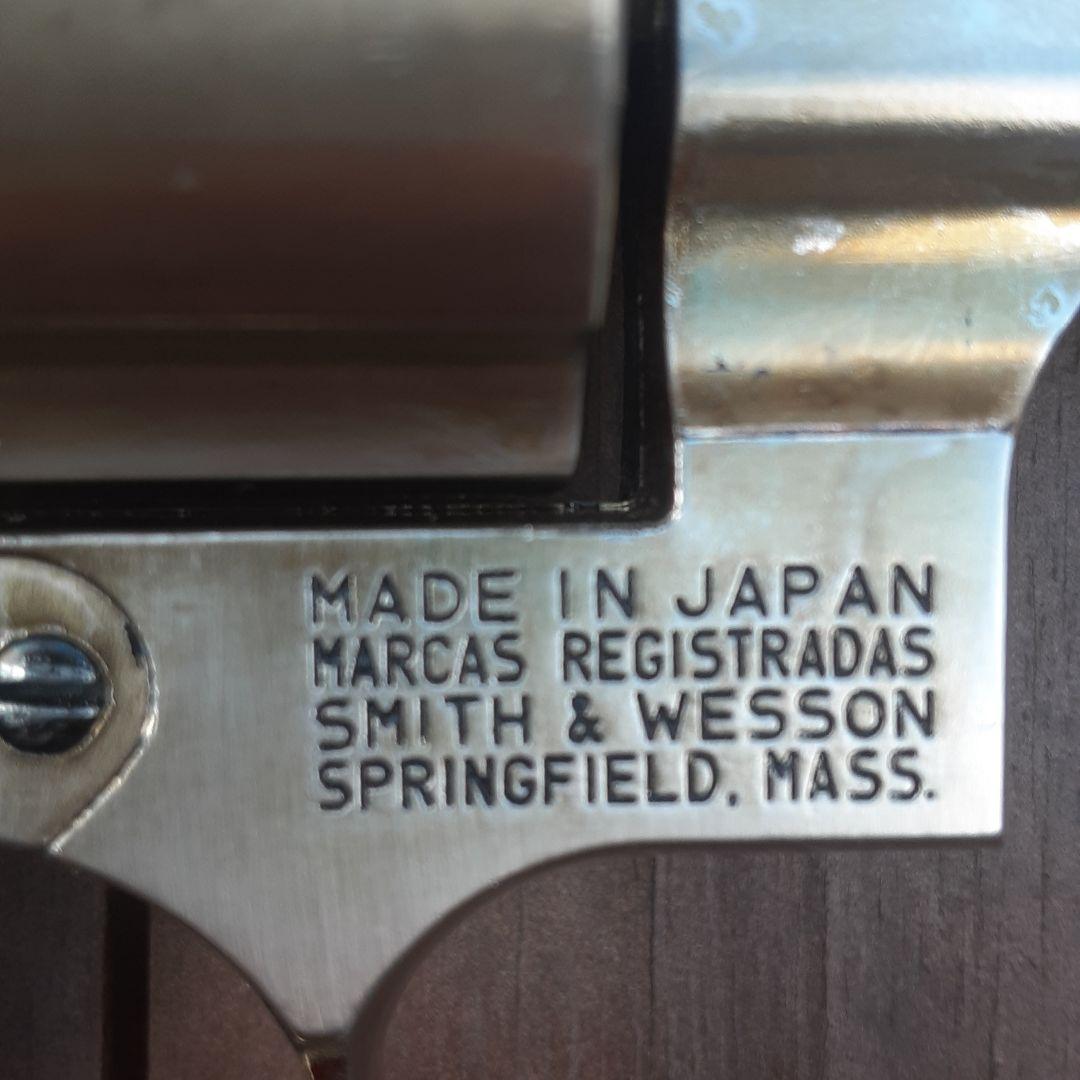 MADE IN JAPAN
MARCAS REGISTRADAS
SMITH & WESSON
SPRINGFIELD, MASS.